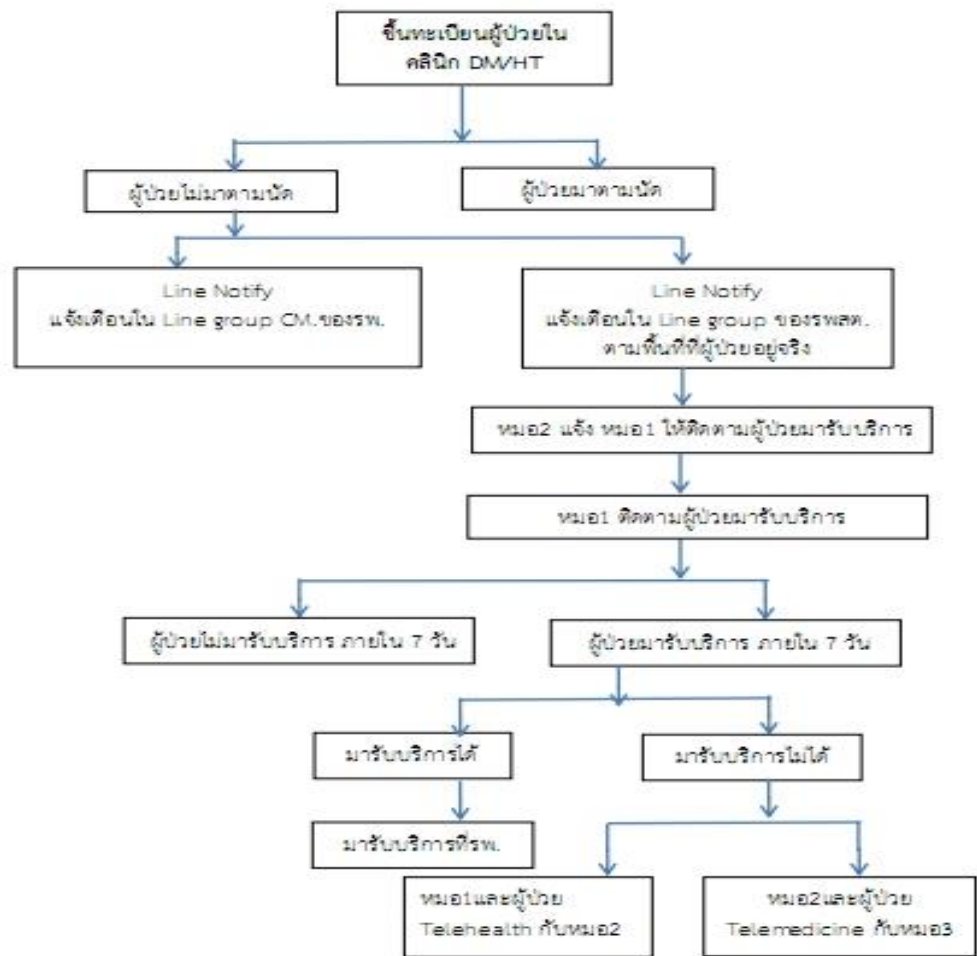 ขึ้นทะเบียนผู้ป่วยใน
คลินิก DM/HT
ผู้ป่วยไม่มาตามนัด
ผู้ป่วยมาตามนัด
Line Notify
แจ้งเตือนใน Line group CM.ของรพ.
Line Notify
แจ้งเตือนใน Line group ของรพสต.
ตามพื้นที่ที่ผู้ป่วยอยู่จริง
หมอ2 แจ้ง หมอ1 ให้ติดตามผู้ป่วยมารับบริการ
หมอ1 ติดตามผู้ป่วยมารับบริการ
ผู้ป่วยไม่มารับบริการ ภายใน 7 วัน
ผู้ป่วยมารับบริการ ภายใน 7 วัน
มารับบริการได้
มารับบริการไม่ได้
มารับบริการที่รพ.
หมอ1และผู้ป่วย
Telehealth กับหมอ2
หมอ2และผู้ป่วย
Telemedicine กับหมอ3